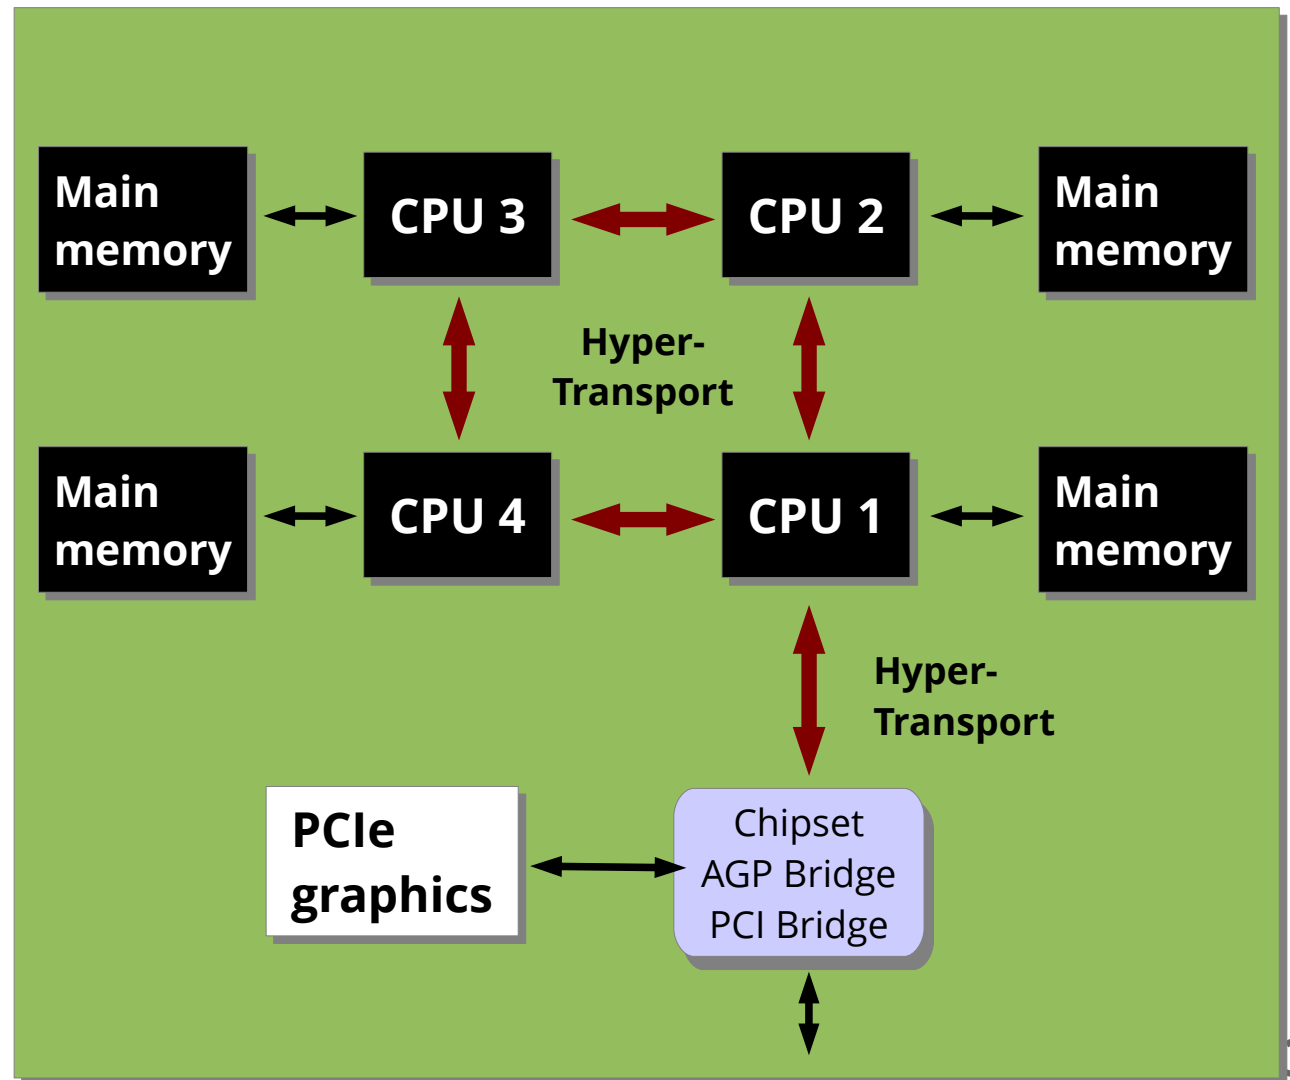 Main
memory
CPU 3
CPU 2
Main
memory
Hyper-
Transport
Main
memory
CPU 4
CPU 1
Main
memory
Hyper-
Transport
PCIe
graphics
Chipset
AGP Bridge
PCI Bridge